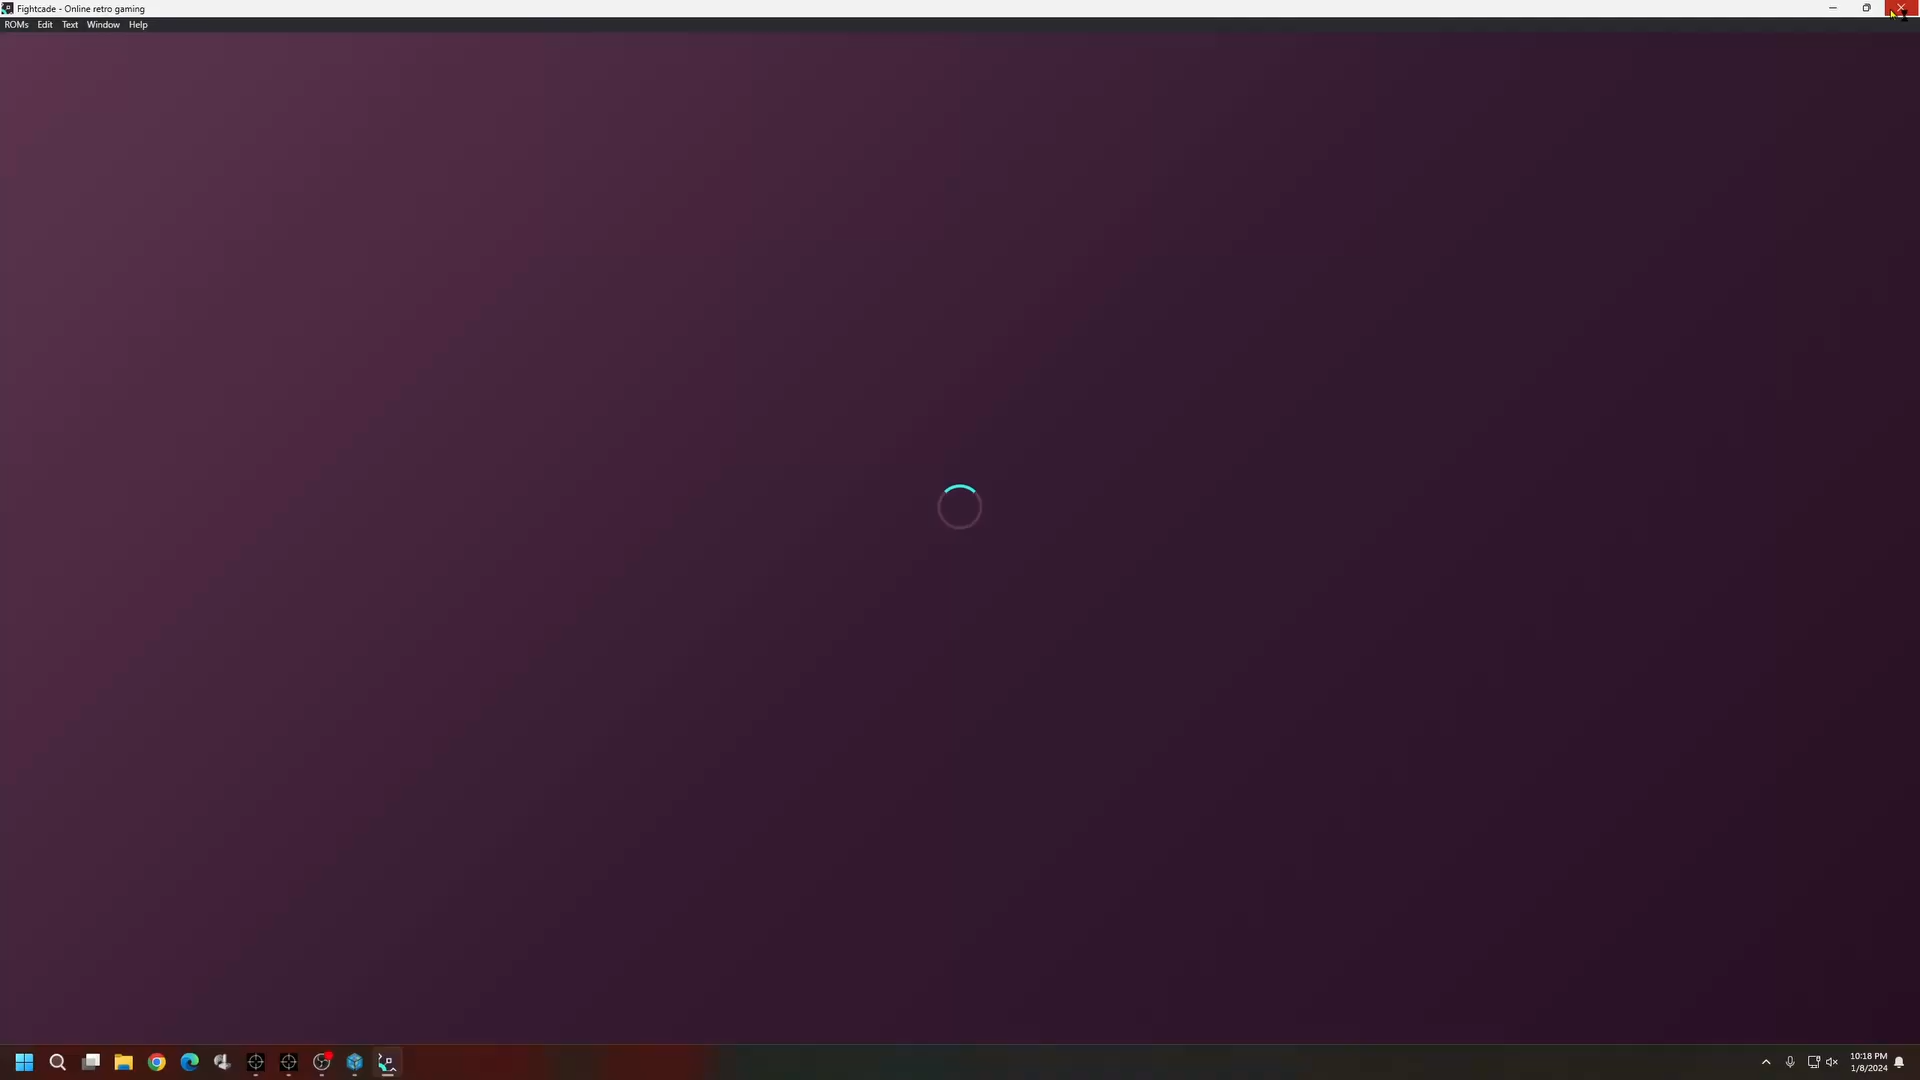 Fightcade - Online retro gaming
ROMs Edit Text Window Help
10:18 PM
1/8/2024